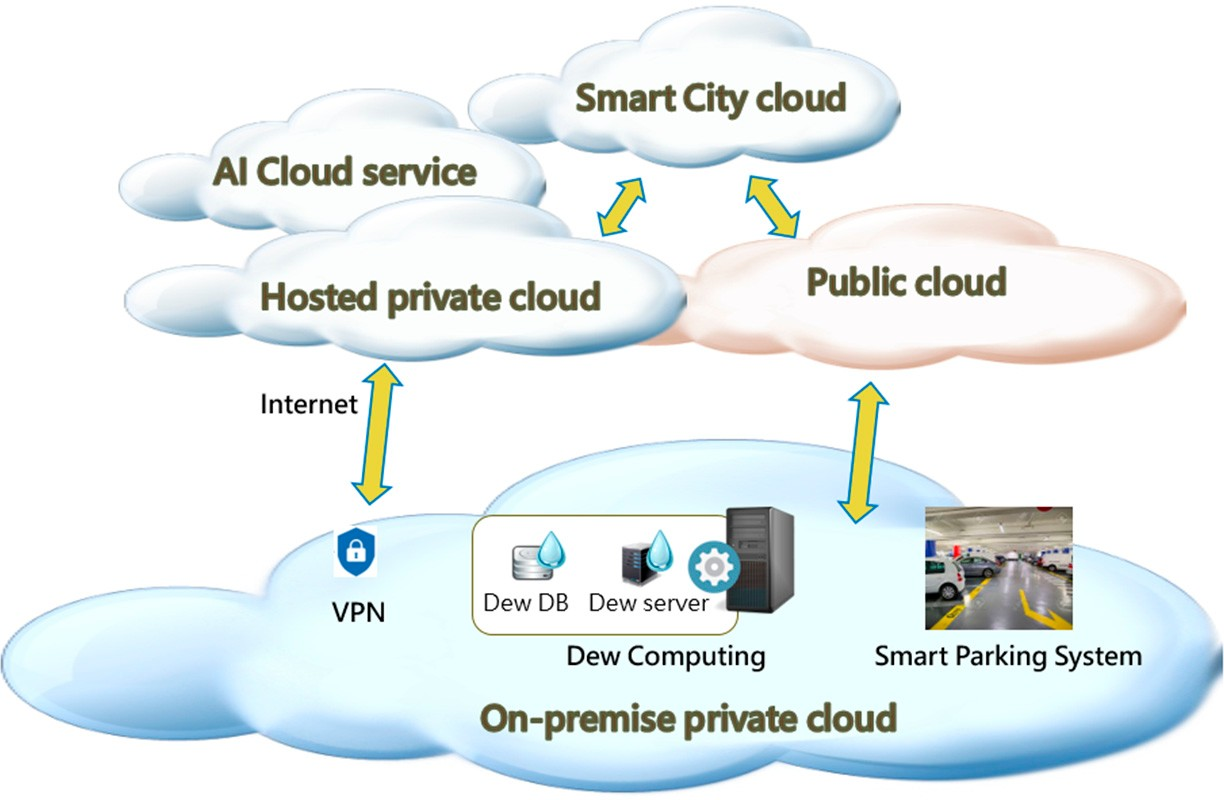 Smart City cloud
AI Cloud service
Hosted private cloud
Public cloud
Internet
VPN
Dew DB
Dew server
Dew Computing
Smart Parking System
On-premise private cloud